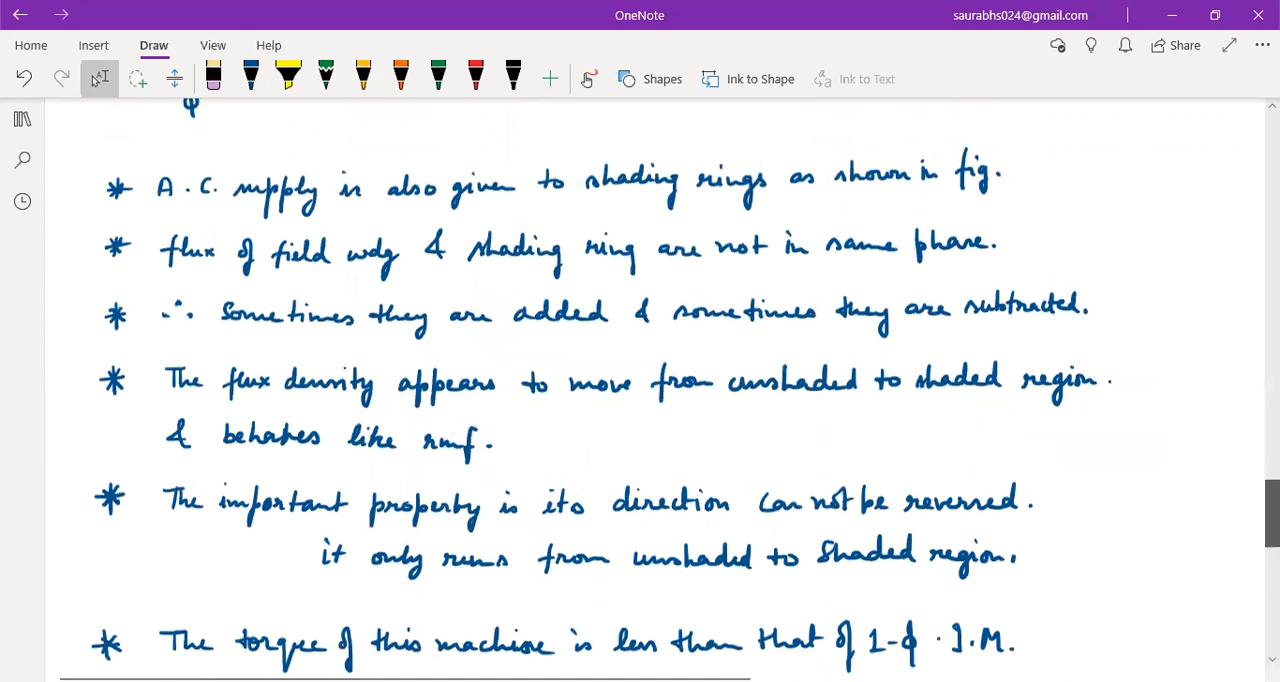 OneNote
saurabhs024@gmail.com
Home Insert Draw View Help
Share
Shapes Ink to Shape Ink to Text
φ
* A.C. supply is also given to shading rings as shown in fig.
* flux of field wdg & shading ring are not in same phase.
* ∴ Sometimes they are added & sometimes they are subtracted.
* The flux density appears to move from unshaded to shaded region.
& behaves like rmf.
* The important property is its direction can not be reversed.
it only runs from unshaded to shaded region.
* The torque of this machine is less than that of 1-φ . I.M.